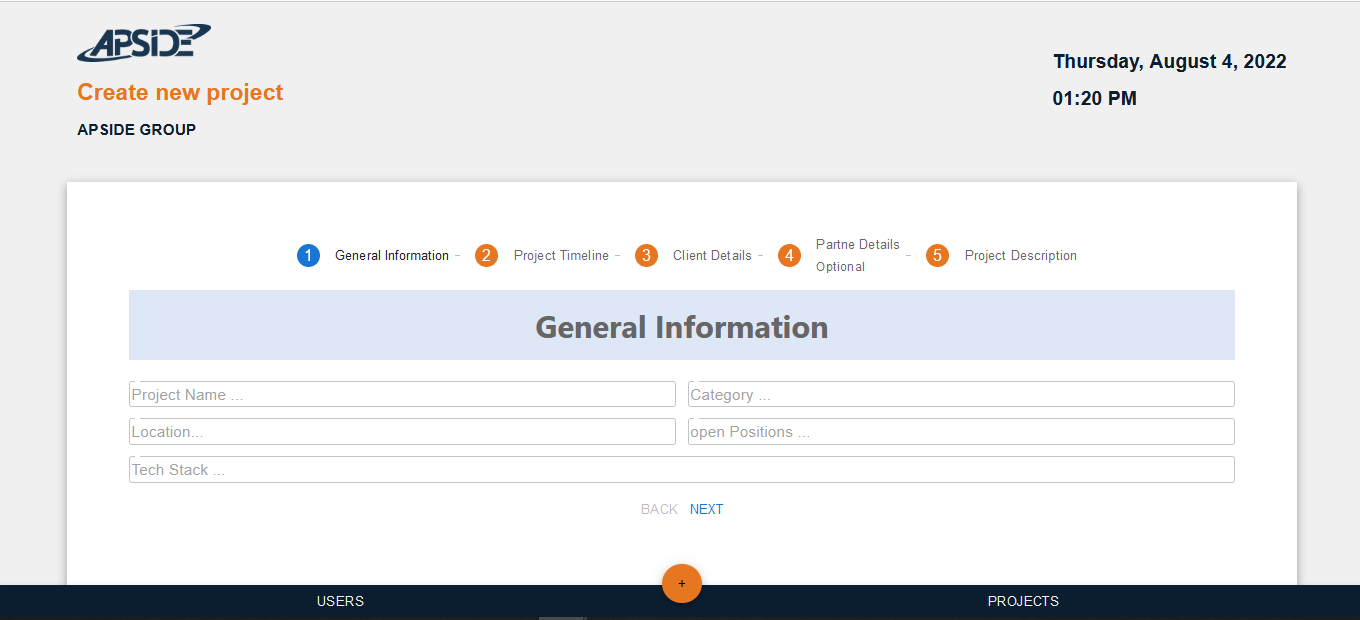 APSIDE
Create new project
APSIDE GROUP
Thursday, August 4, 2022
01:20 PM
1 General Information
2 Project Timeline
3 Client Details
4 Partne Details
Optional
5 Project Description
General Information
Project Name ...
Category ...
Location...
open Positions ...
Tech Stack ...
BACK NEXT
+
USERS
PROJECTS